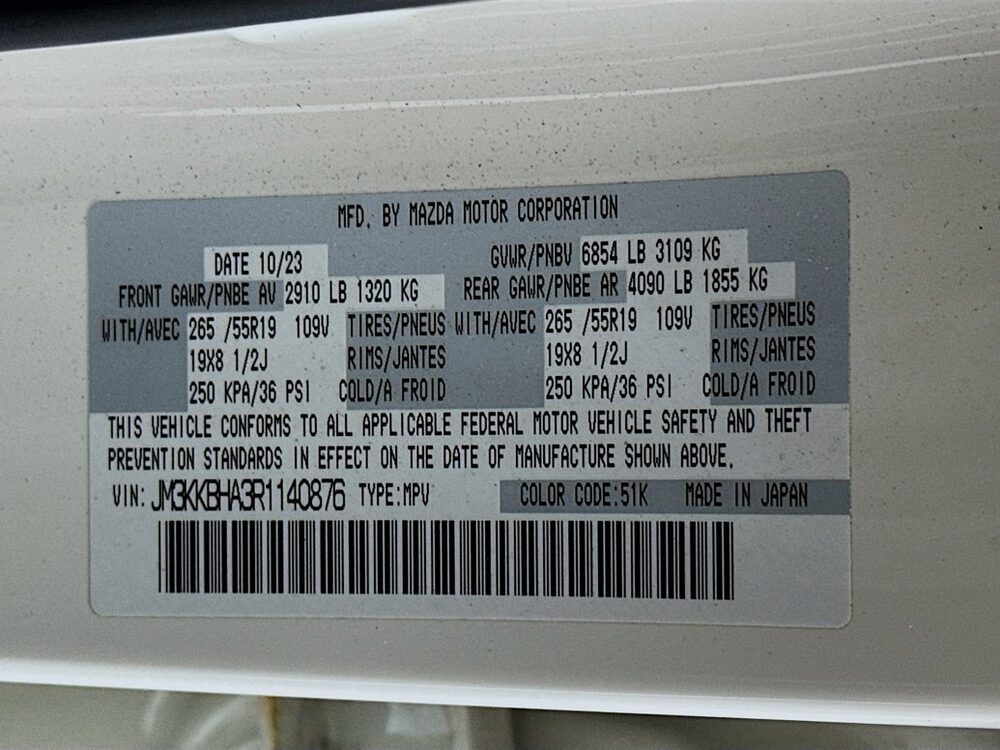 MFD. BY MAZDA MOTOR CORPORATION
DATE 10/23 GVWR/PNBV 6854 LB 3109 KG
FRONT GAWR/PNBE AV 2910 LB 1320 KG REAR GAWR/PNBE AR 4090 LB 1855 KG
WITH/AVEC 265 /55R19 109V TIRES/PNEUS WITH/AVEC 265 /55R19 109V TIRES/PNEUS
19X8 1/2J RIMS/JANTES 19X8 1/2J RIMS/JANTES
250 KPA/36 PSI COLD/A FROID 250 KPA/36 PSI COLD/A FROID
THIS VEHICLE CONFORMS TO ALL APPLICABLE FEDERAL MOTOR VEHICLE SAFETY AND THEFT
PREVENTION STANDARDS IN EFFECT ON THE DATE OF MANUFACTURE SHOWN ABOVE.
VIN: JM3KKBHA3R1140876 TYPE:MPV COLOR CODE:51K MADE IN JAPAN